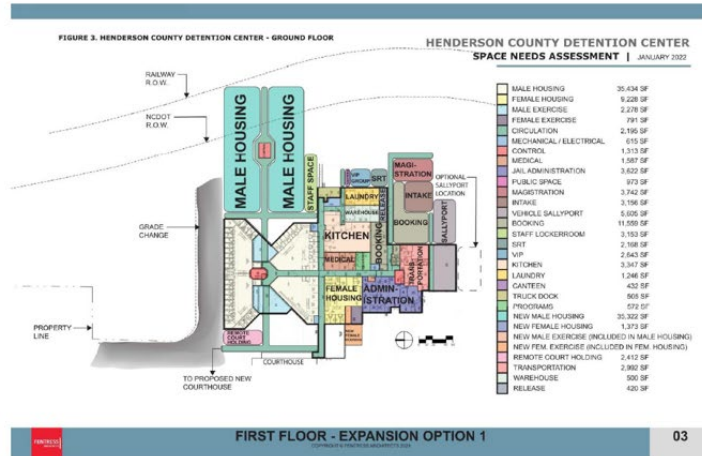 FIGURE 3. HENDERSON COUNTY DETENTION CENTER - GROUND FLOOR
HENDERSON COUNTY DETENTION CENTER
SPACE NEEDS ASSESSMENT | JANUARY 2022
RAILWAY R.O.W.
NCDOT R.O.W.
GRADE CHANGE
PROPERTY LINE
TO PROPOSED NEW COURTHOUSE
COURTHOUSE
OPTIONAL SALLYPORT LOCATION
MALE HOUSING
MALE HOUSING
STAFF SPACE
VIP GROUP
SRT
LAUNDRY
WAREHOUSE
RELEASE
MAGI-STRATION
INTAKE
BOOKING
SALLYPORT
KITCHEN
BOOKING
MEDICAL
TRANS-PORTATION
FEMALE HOUSING
ADMIN-ISTRATION
REMOTE COURT HOLDING
MALE HOUSING 35,434 SF
FEMALE HOUSING 9,228 SF
MALE EXERCISE 2,278 SF
FEMALE EXERCISE 791 SF
CIRCULATION 2,195 SF
MECHANICAL / ELECTRICAL 615 SF
CONTROL 1,313 SF
MEDICAL 1,587 SF
JAIL ADMINISTRATION 3,622 SF
PUBLIC SPACE 973 SF
MAGISTRATION 3,742 SF
INTAKE 3,156 SF
VEHICLE SALLYPORT 5,605 SF
BOOKING 11,559 SF
STAFF LOCKERROOM 3,153 SF
SRT 2,168 SF
VIP 2,643 SF
KITCHEN 3,347 SF
LAUNDRY 1,246 SF
CANTEEN 432 SF
TRUCK DOCK SF
PROGRAMS 572 SF
NEW MALE HOUSING 35,322 SF
NEW FEMALE HOUSING 1,373 SF
NEW MALE EXERCISE (INCLUDED IN MALE HOUSING)
NEW FEM. EXERCISE (INCLUDED IN FEM. HOUSING)
REMOTE COURT HOLDING 2,412 SF
TRANSPORTATION 2,992 SF
WAREHOUSE 500 SF
RELEASE 420 SF
FENTRESS
FIRST FLOOR - EXPANSION OPTION 1
03